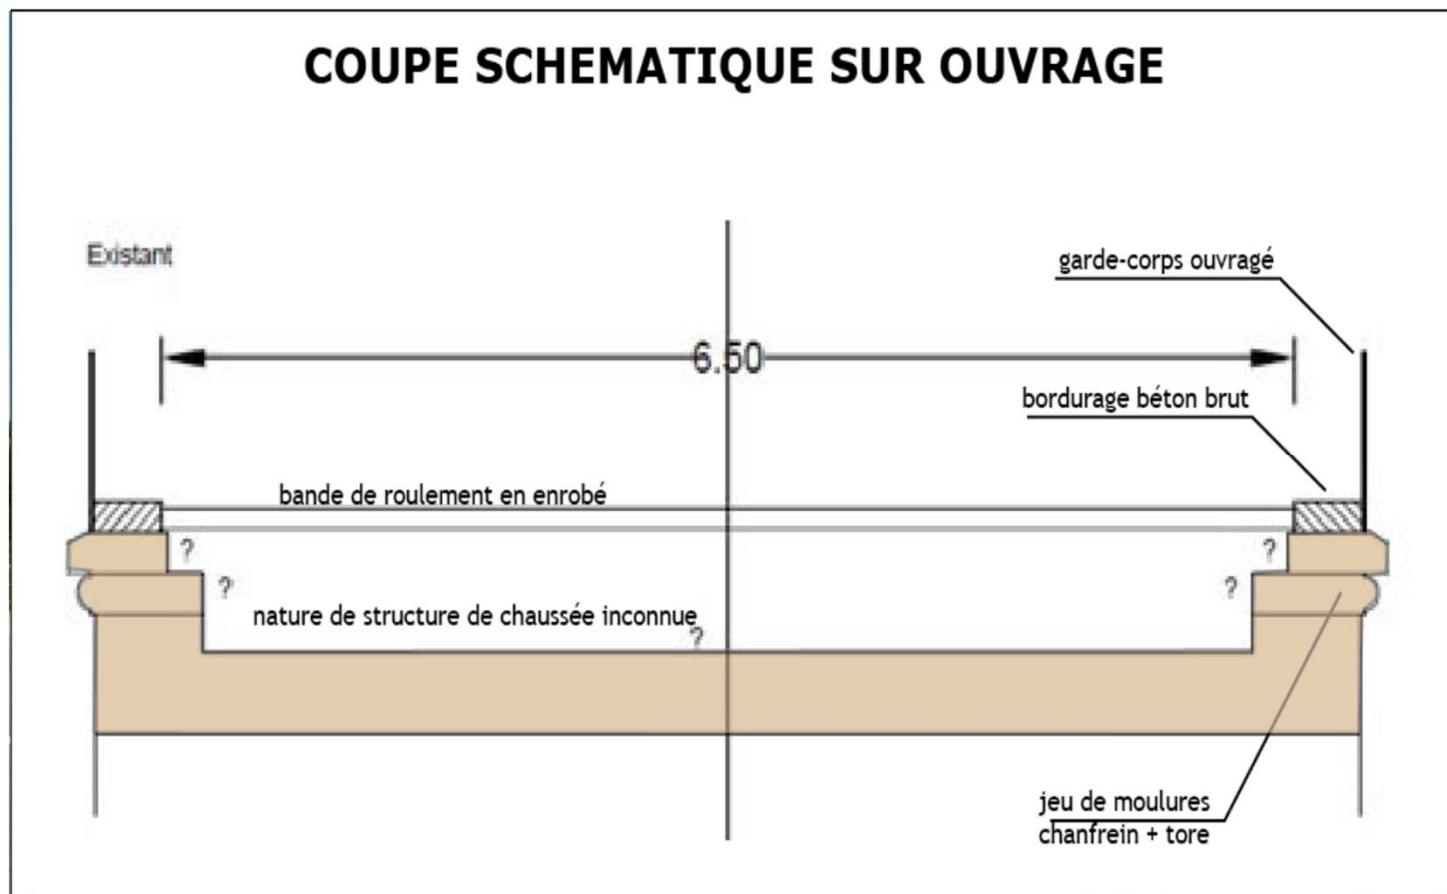 COUPE SCHEMATIQUE SUR OUVRAGE
Existant
garde-corps ouvragé
6.50
bordurage béton brut
bande de roulement en enrobé
?
?
?
?
nature de structure de chaussée inconnue
?
jeu de moulures
chanfrein + tore